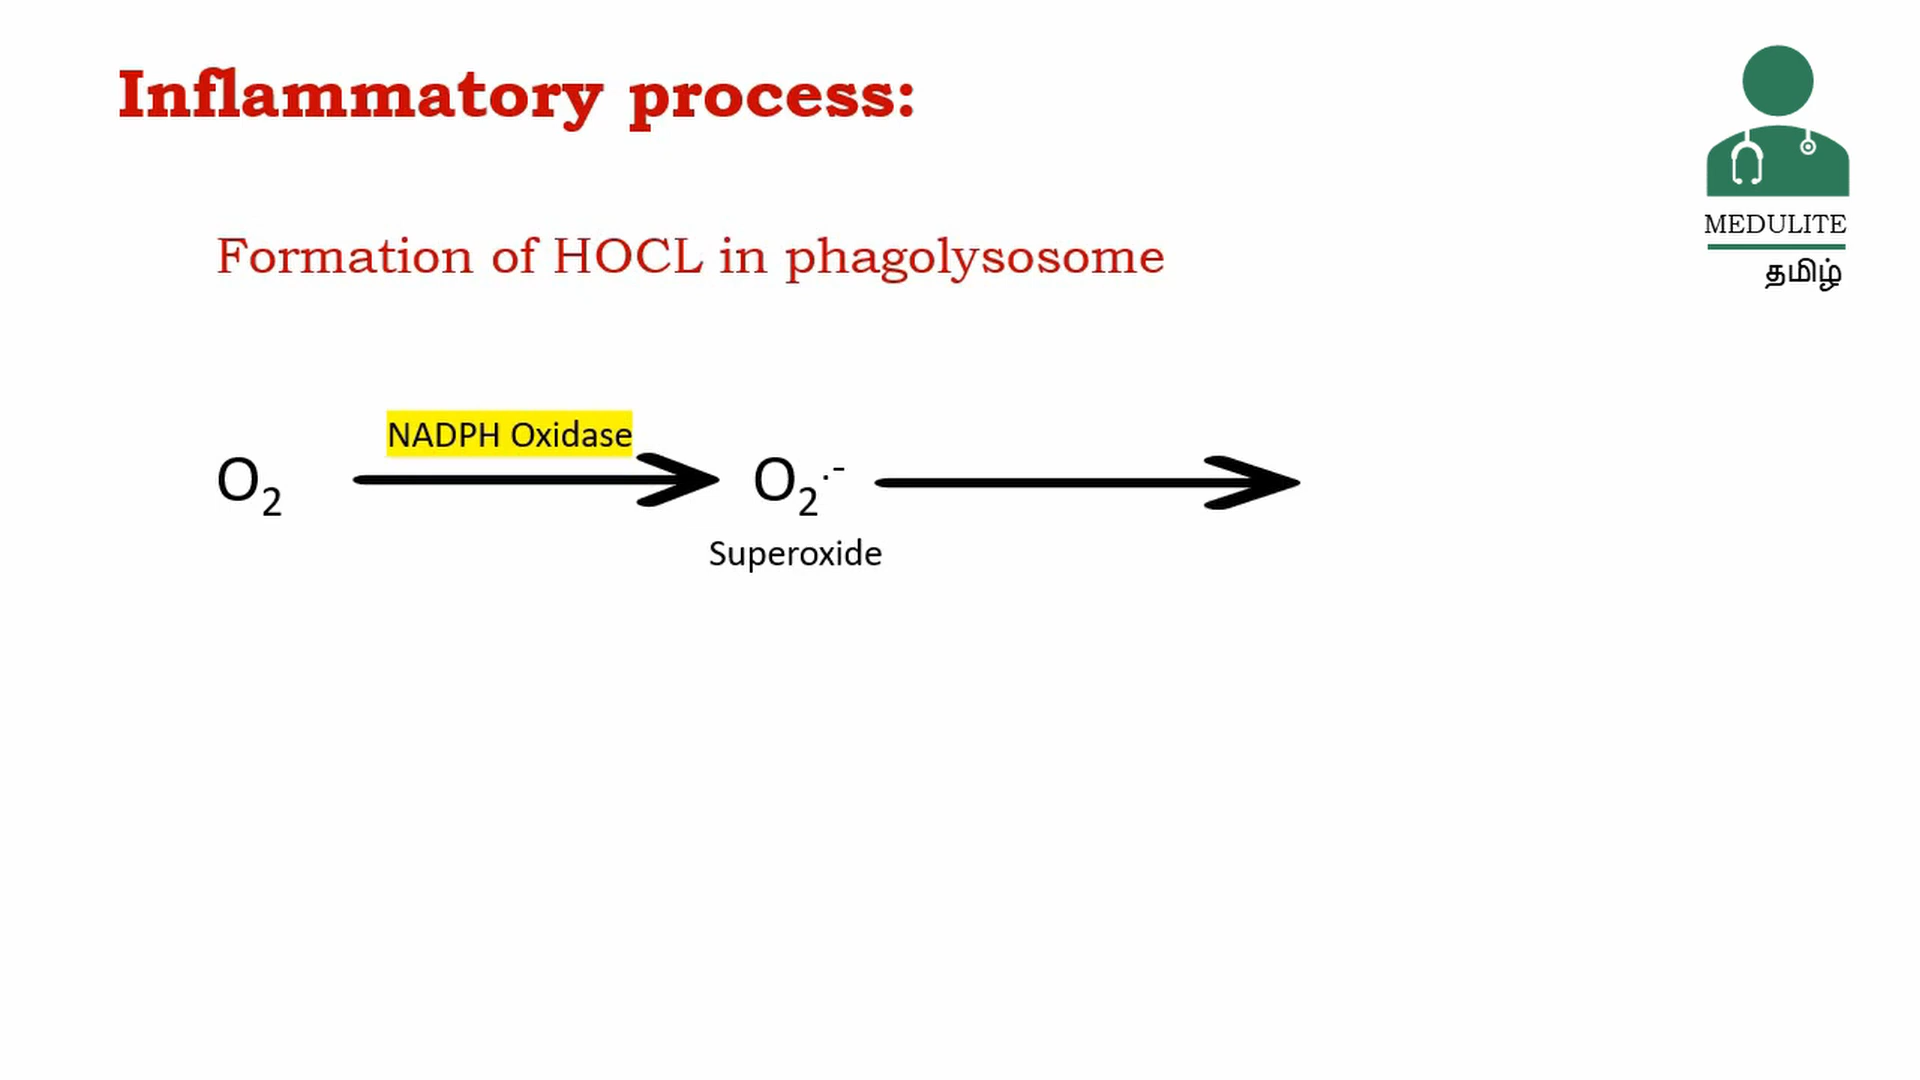 Inflammatory process:
MEDULITE
தமிழ்
Formation of HOCL in phagolysosome
NADPH Oxidase
O₂ O₂·⁻
Superoxide